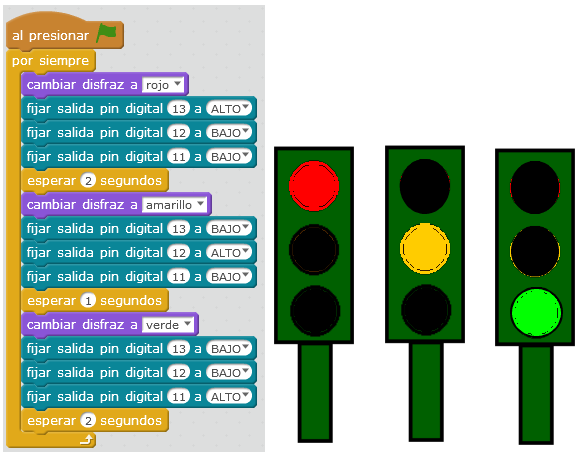 al presionar
por siempre
cambiar disfraz a rojo
fijar salida pin digital 13 a ALTO
fijar salida pin digital 12 a BAJO
fijar salida pin digital 11 a BAJO
esperar 2 segundos
cambiar disfraz a amarillo
fijar salida pin digital 13 a BAJO
fijar salida pin digital 12 a ALTO
fijar salida pin digital 11 a BAJO
esperar 1 segundos
cambiar disfraz a verde
fijar salida pin digital 13 a BAJO
fijar salida pin digital 12 a BAJO
fijar salida pin digital 11 a ALTO
esperar 2 segundos